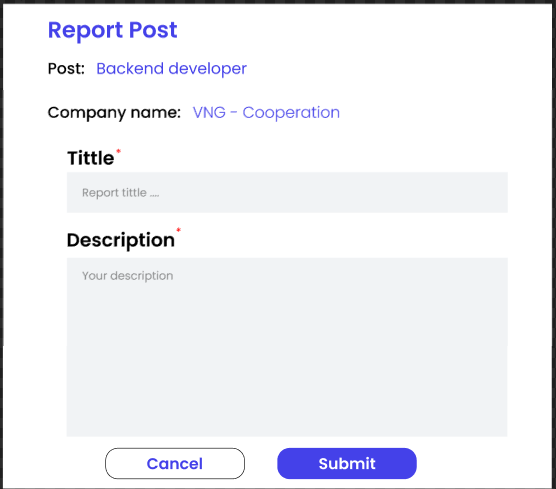 Report Post
Post: Backend developer
Company name: VNG - Cooperation
Tittle*
Report tittle ....
Description*
Your description
Cancel Submit